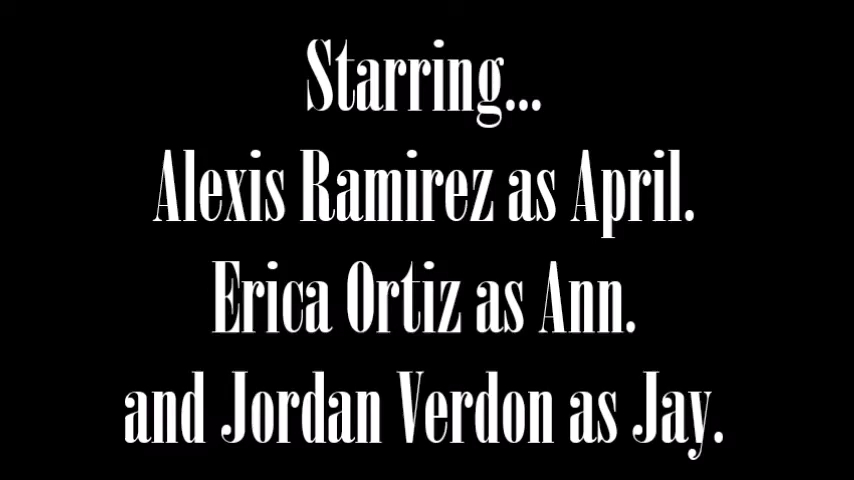 Starring...
Alexis Ramirez as April.
Erica Ortiz as Ann.
and Jordan Verdon as Jay.